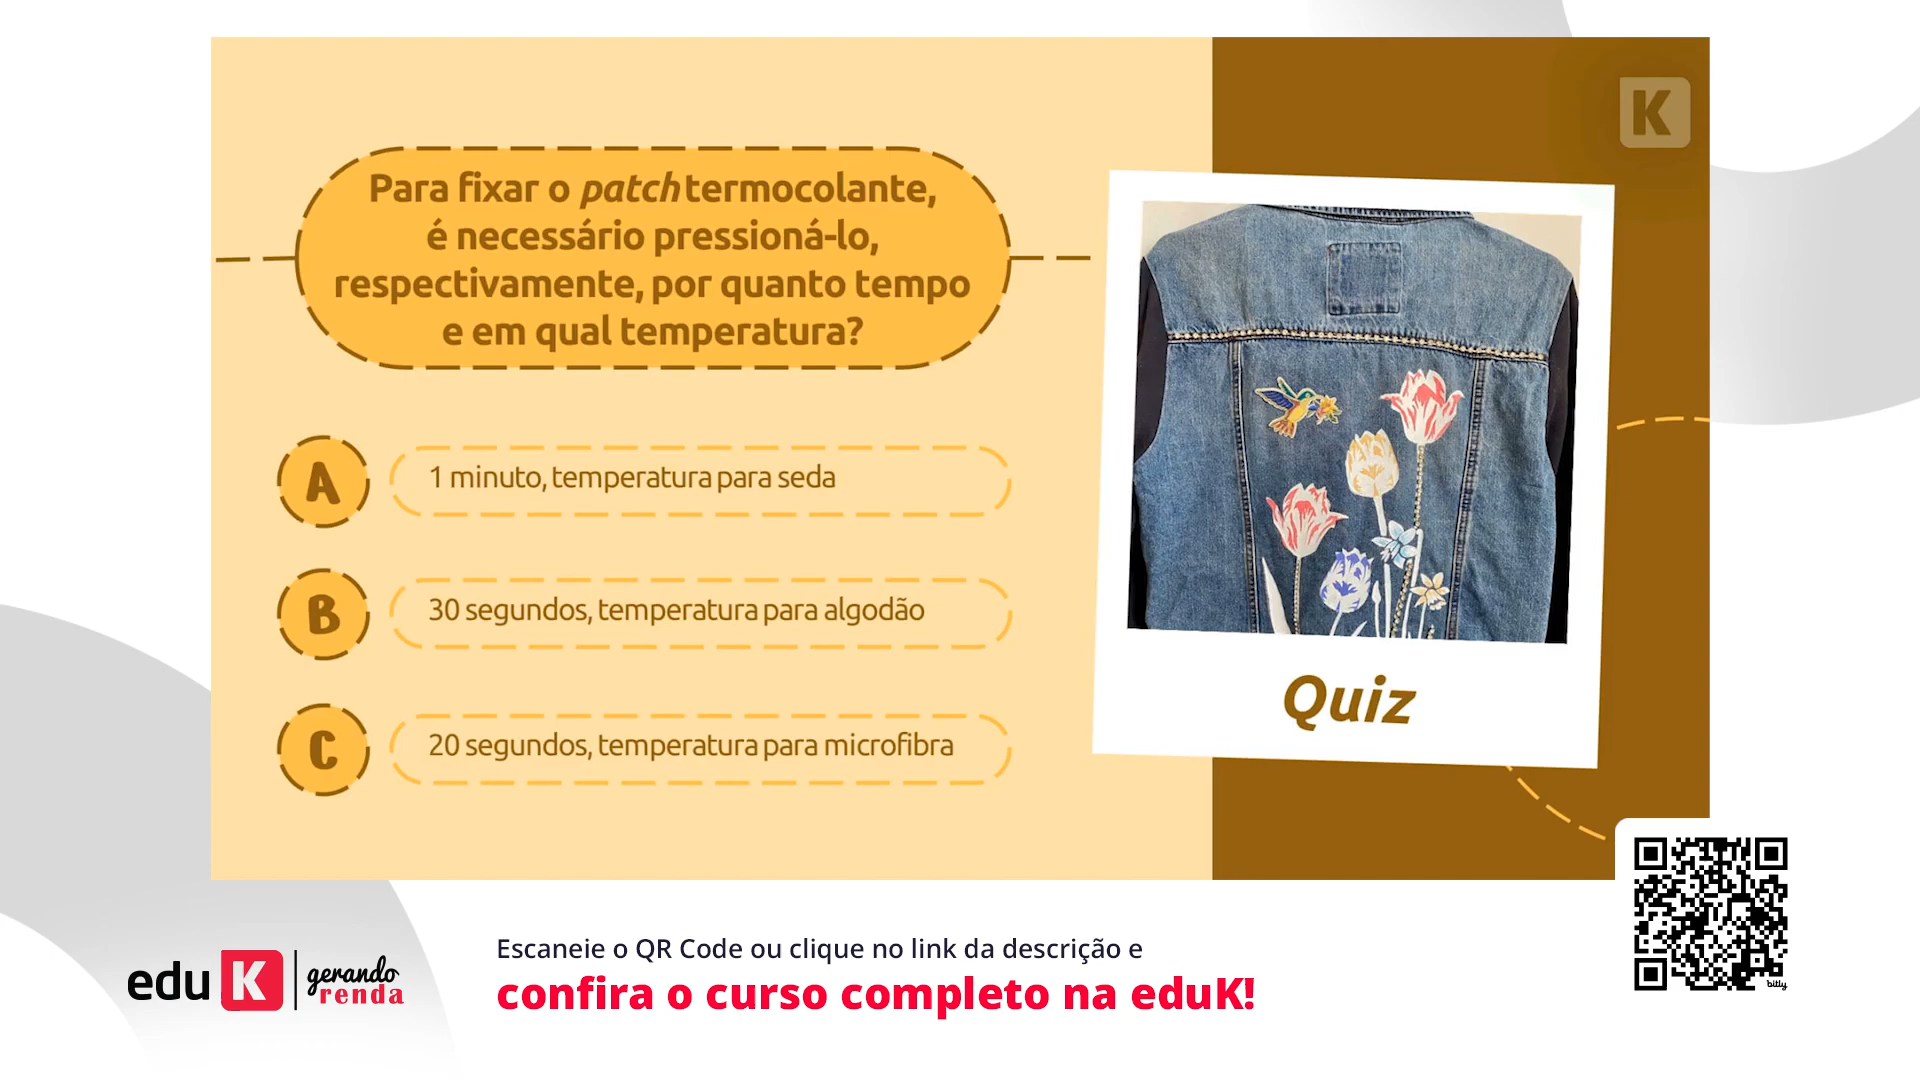 K
Para fixar o patch termocolante,
é necessário pressioná-lo,
respectivamente, por quanto tempo
e em qual temperatura?
A
1 minuto, temperatura para seda
B
30 segundos, temperatura para algodão
C
20 segundos, temperatura para microfibra
Quiz
bitly
eduK
gerando
renda
Escaneie o QR Code ou clique no link da descrição e
confira o curso completo na eduK!